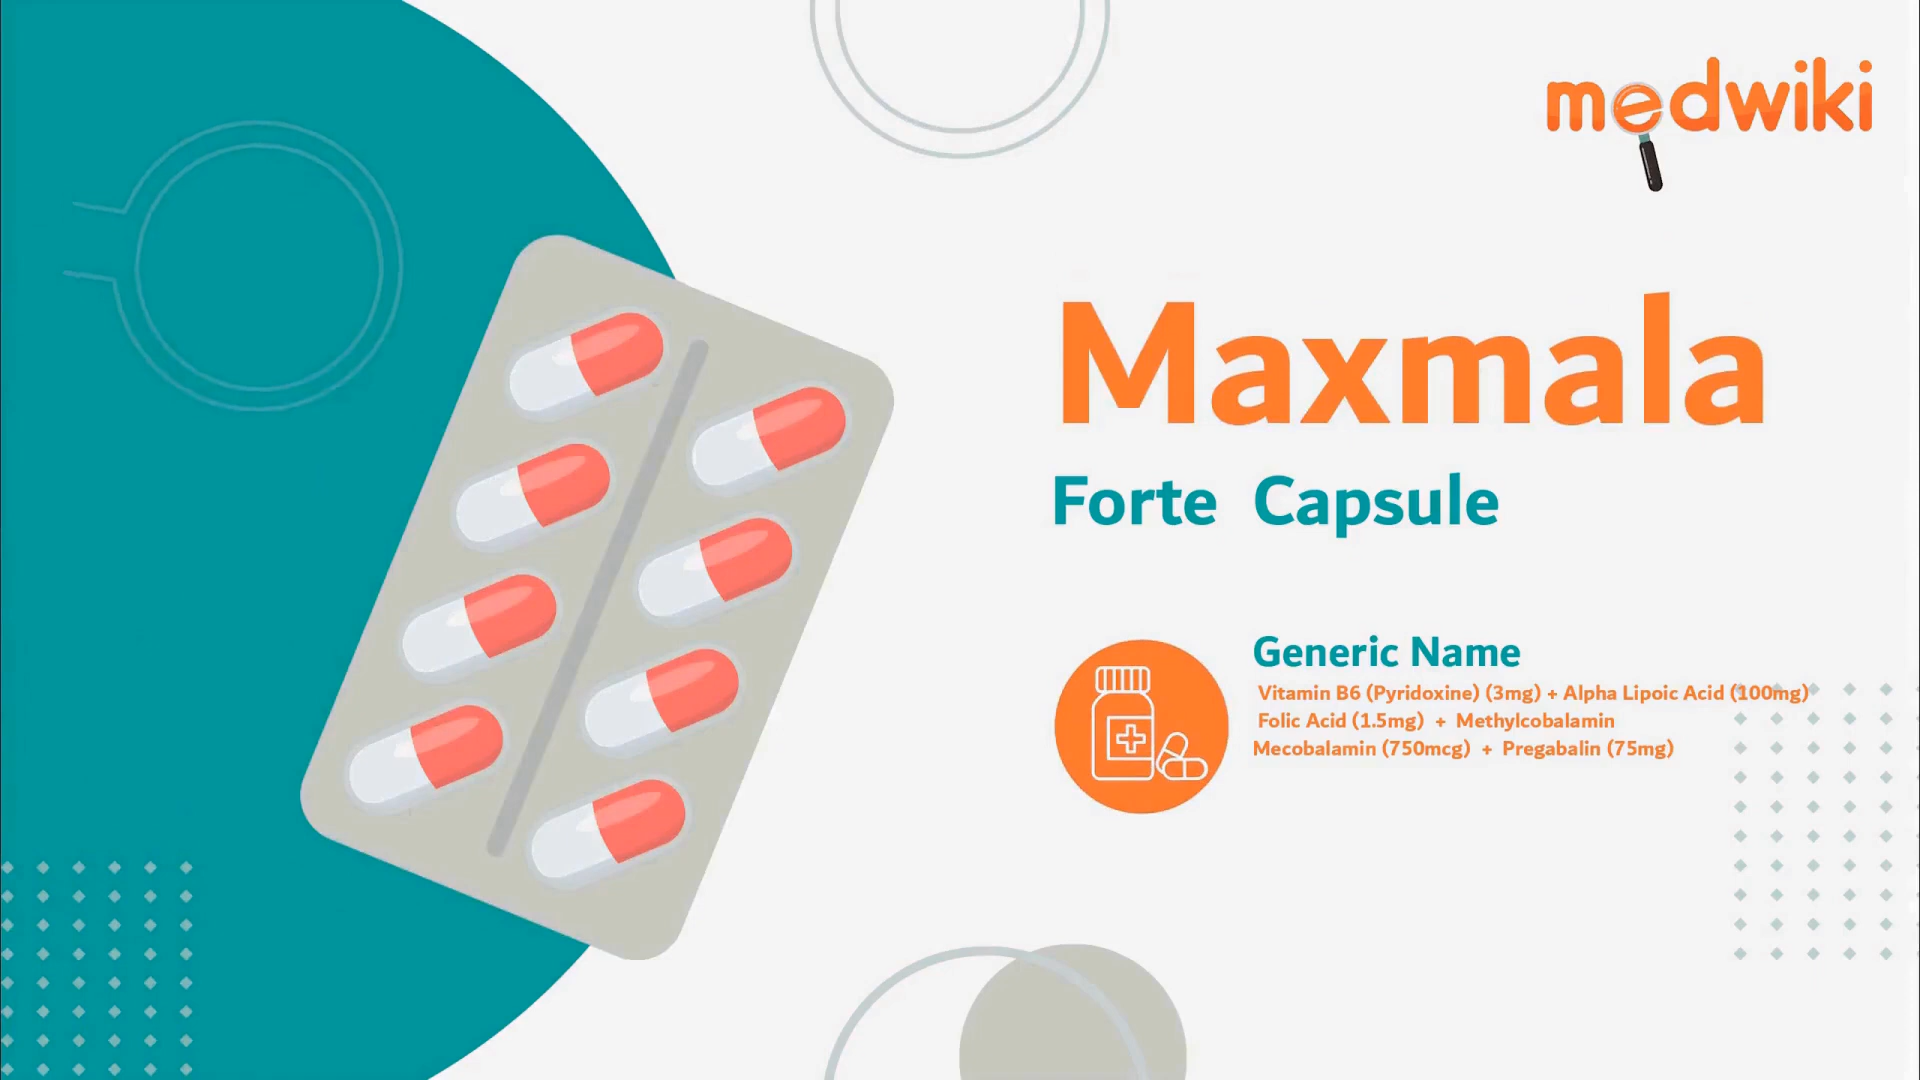 medwiki
Maxmala
Forte Capsule
Generic Name
Vitamin B6 (Pyridoxine) (3mg) + Alpha Lipoic Acid (100mg)
Folic Acid (1.5mg) + Methylcobalamin
Mecobalamin (750mcg) + Pregabalin (75mg)